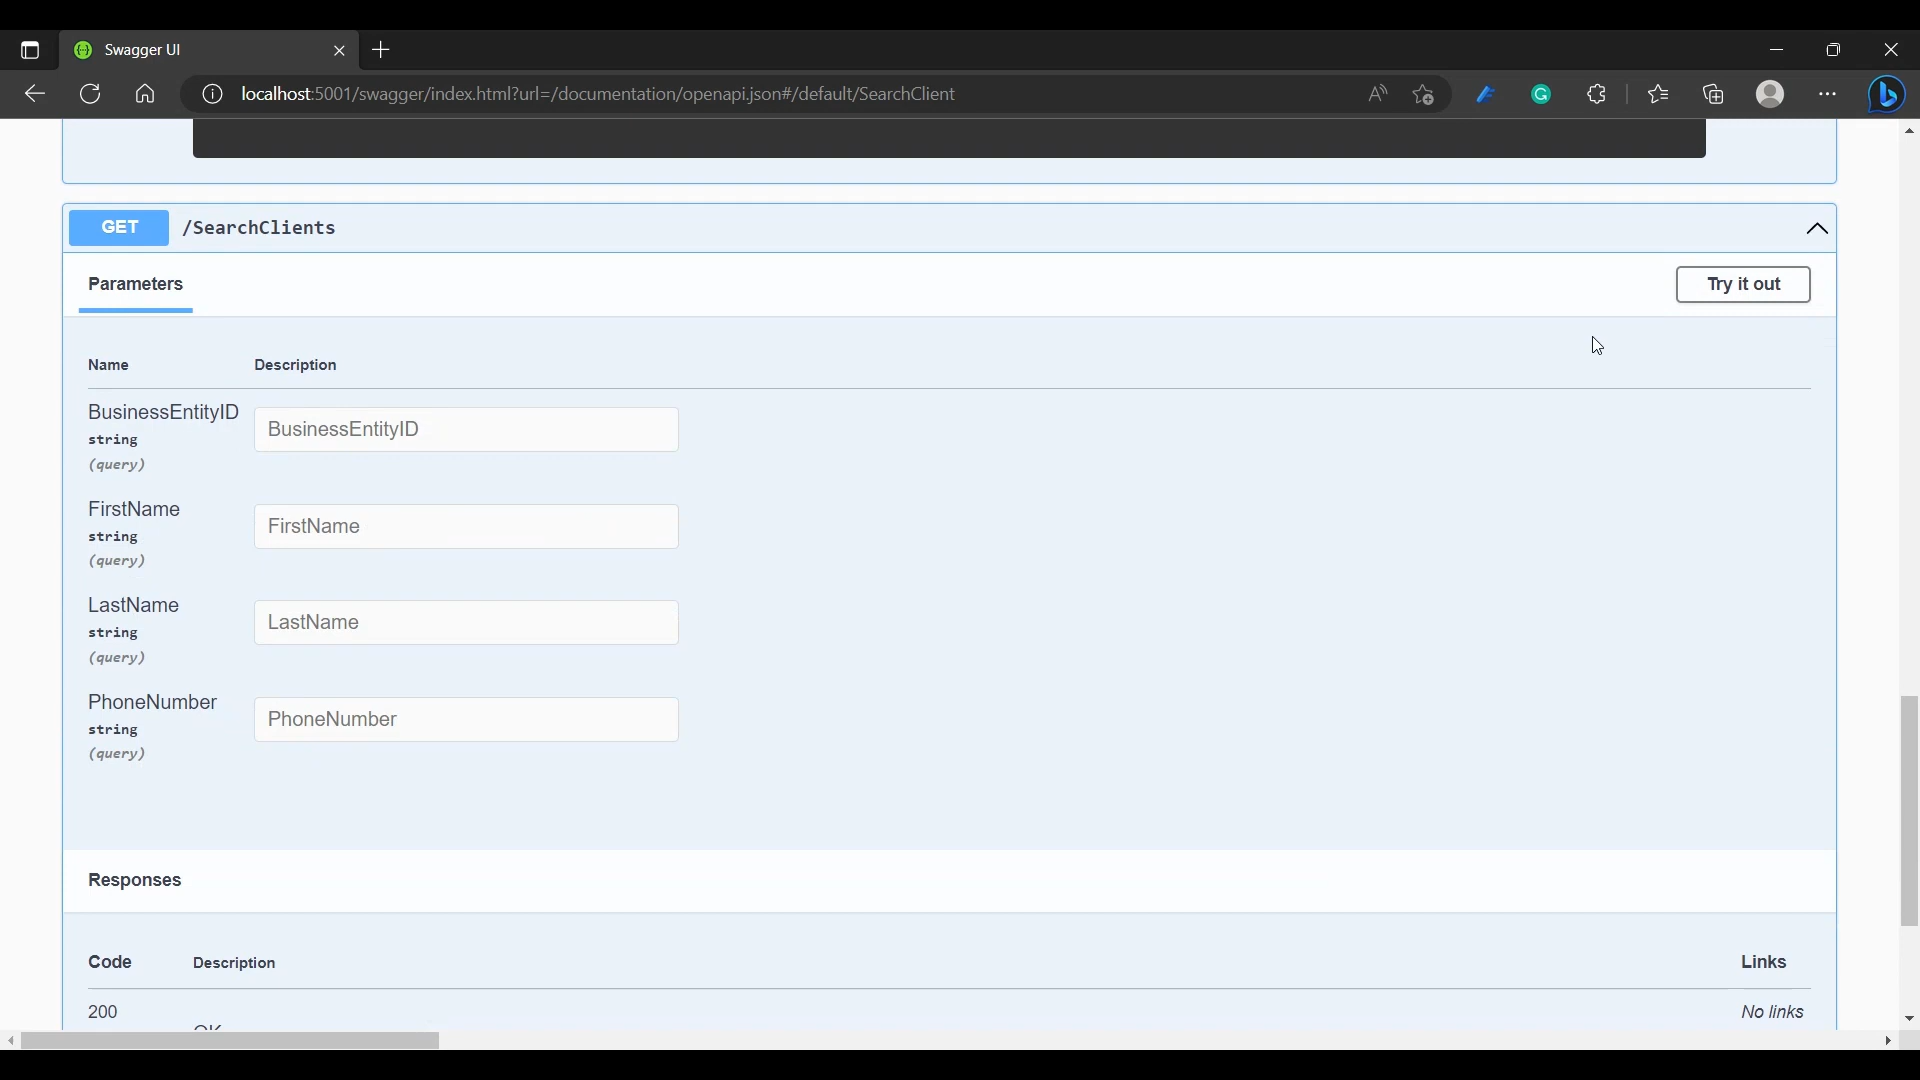 Swagger UI
localhost:5001/swagger/index.html?url=/documentation/openapi.json#/default/SearchClient
GET /SearchClients
Parameters
Try it out
Name Description
BusinessEntityID
string
(query)
BusinessEntityID
FirstName
string
(query)
FirstName
LastName
string
(query)
LastName
PhoneNumber
string
(query)
PhoneNumber
Responses
Code Description Links
200 No links
OK